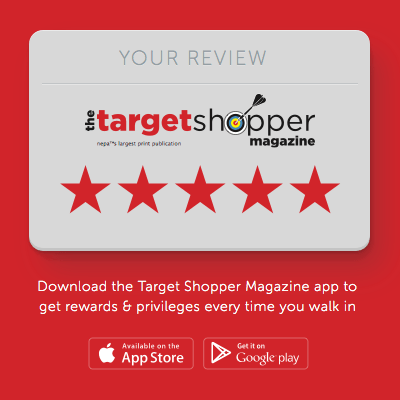 YOUR REVIEW
the targetshopper
magazine
nepa™s largest print publication
Download the Target Shopper Magazine app to
get rewards & privileges every time you walk in
Available on the
App Store
Get it on
Google play